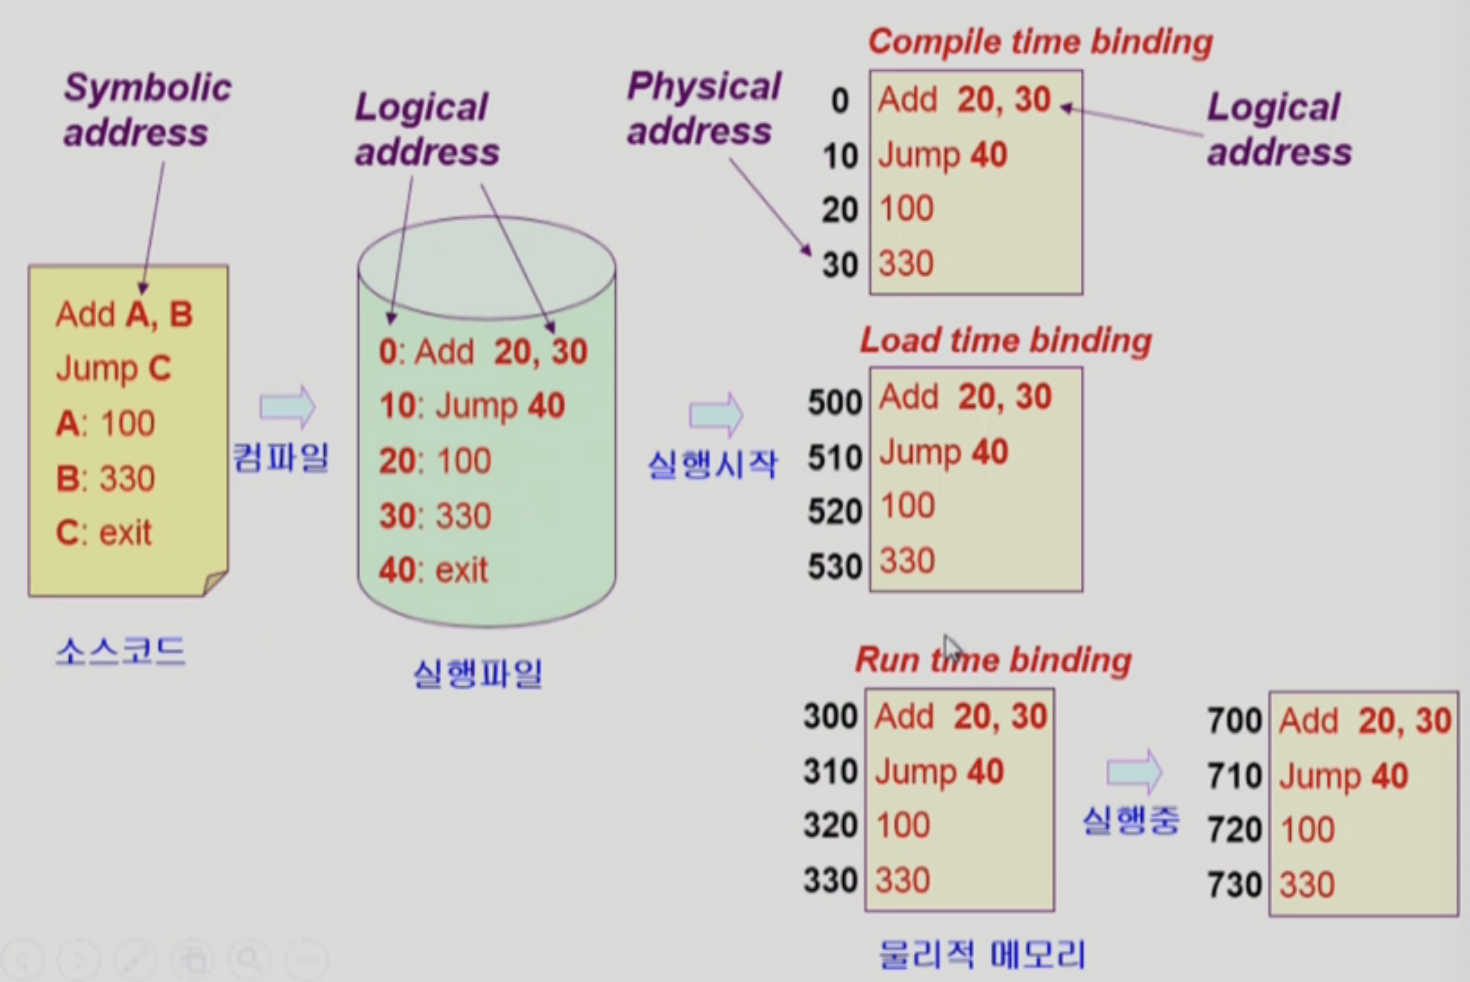 Symbolic
address
Add A, B
Jump C
A: 100
B: 330
C: exit
소스코드
컴파일
Logical
address
0: Add 20, 30
10: Jump 40
20: 100
30: 330
40: exit
실행파일
실행시작
Physical
address
Compile time binding
0 Add 20, 30
10 Jump 40
20 100
30 330
Logical
address
Load time binding
500 Add 20, 30
510 Jump 40
520 100
530 330
Run time binding
300 Add 20, 30
310 Jump 40
320 100
330 330
실행중
700 Add 20, 30
710 Jump 40
720 100
730 330
물리적 메모리